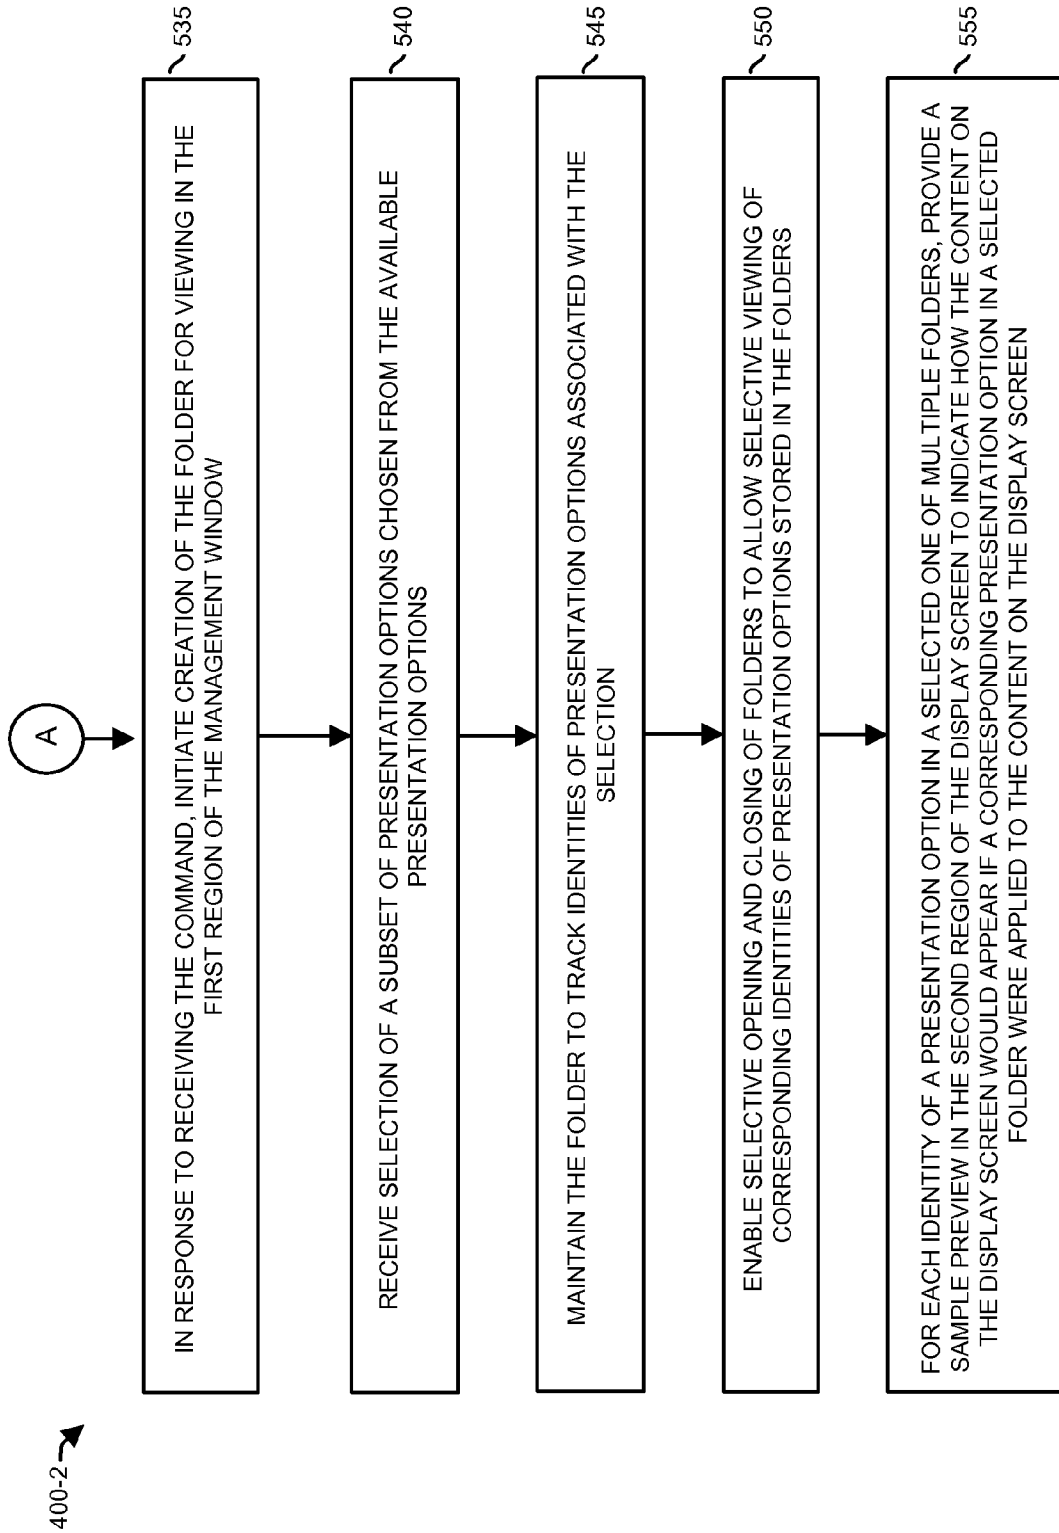 400-2
A
IN RESPONSE TO RECEIVING THE COMMAND, INITIATE CREATION OF THE FOLDER FOR VIEWING IN THE
FIRST REGION OF THE MANAGEMENT WINDOW
535
RECEIVE SELECTION OF A SUBSET OF PRESENTATION OPTIONS CHOSEN FROM THE AVAILABLE
PRESENTATION OPTIONS
540
MAINTAIN THE FOLDER TO TRACK IDENTITIES OF PRESENTATION OPTIONS ASSOCIATED WITH THE
SELECTION
545
ENABLE SELECTIVE OPENING AND CLOSING OF FOLDERS TO ALLOW SELECTIVE VIEWING OF
CORRESPONDING IDENTITIES OF PRESENTATION OPTIONS STORED IN THE FOLDERS
550
FOR EACH IDENTITY OF A PRESENTATION OPTION IN A SELECTED ONE OF MULTIPLE FOLDERS, PROVIDE A
SAMPLE PREVIEW IN THE SECOND REGION OF THE DISPLAY SCREEN TO INDICATE HOW THE CONTENT ON
THE DISPLAY SCREEN WOULD APPEAR IF A CORRESPONDING PRESENTATION OPTION IN A SELECTED
FOLDER WERE APPLIED TO THE CONTENT ON THE DISPLAY SCREEN
555